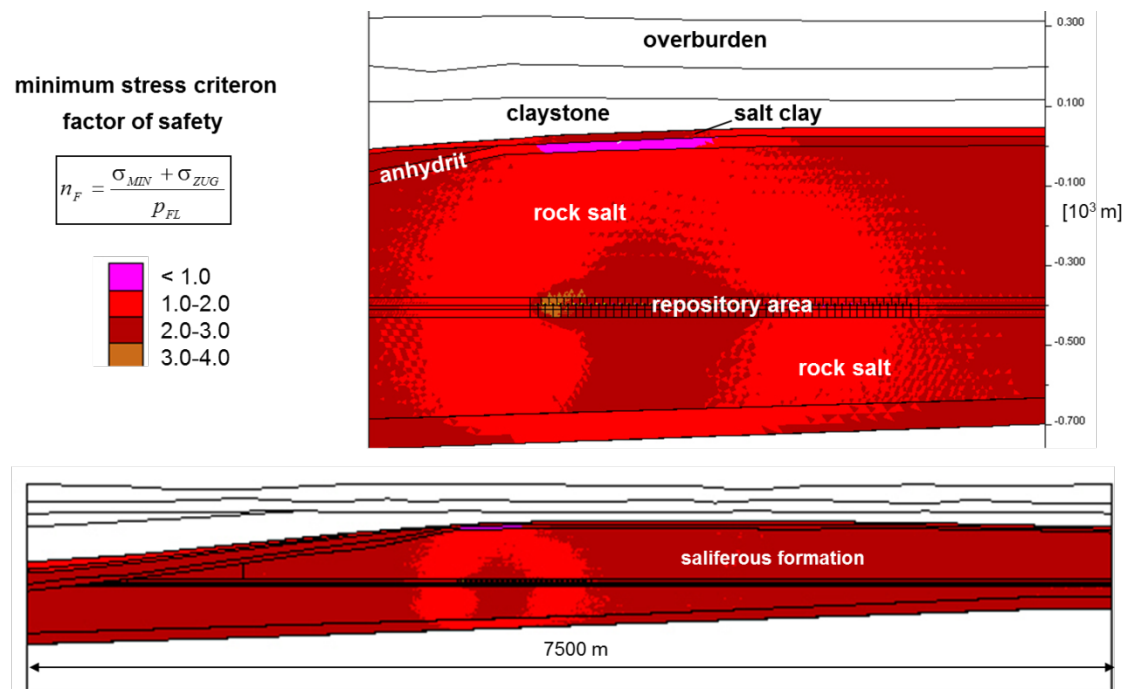 minimum stress criteron
factor of safety
n_F = (σ_MIN + σ_ZUG) / p_FL
< 1.0
1.0-2.0
2.0-3.0
3.0-4.0
overburden
claystone
salt clay
anhydrit
rock salt
repository area
rock salt
0.300
0.100
-0.100
[10³ m]
-0.300
-0.500
-0.700
saliferous formation
7500 m